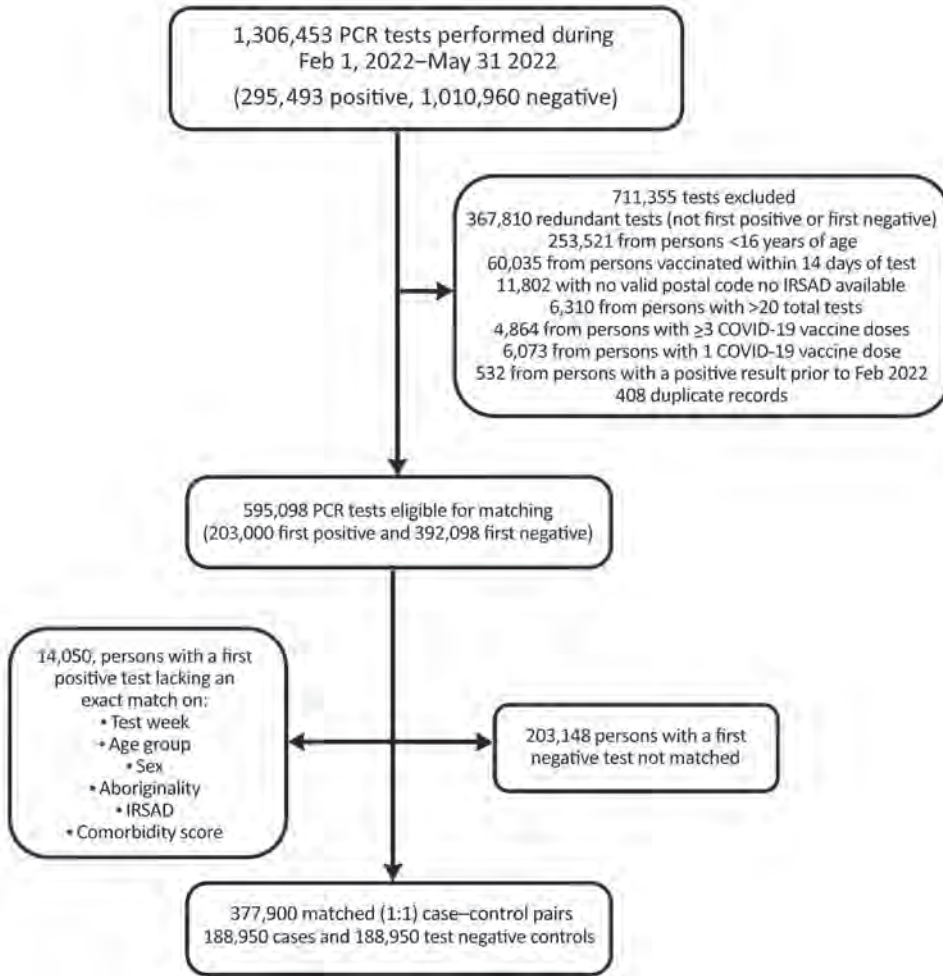 1,306,453 PCR tests performed during
Feb 1, 2022–May 31 2022
(295,493 positive, 1,010,960 negative)
711,355 tests excluded
367,810 redundant tests (not first positive or first negative)
253,521 from persons <16 years of age
60,035 from persons vaccinated within 14 days of test
11,802 with no valid postal code no IRSAD available
6,310 from persons with >20 total tests
4,864 from persons with ≥3 COVID-19 vaccine doses
6,073 from persons with 1 COVID-19 vaccine dose
532 from persons with a positive result prior to Feb 2022
408 duplicate records
595,098 PCR tests eligible for matching
(203,000 first positive and 392,098 first negative)
14,050, persons with a first
positive test lacking an
exact match on:
• Test week
• Age group
• Sex
• Aboriginality
• IRSAD
• Comorbidity score
203,148 persons with a first
negative test not matched
377,900 matched (1:1) case–control pairs
188,950 cases and 188,950 test negative controls